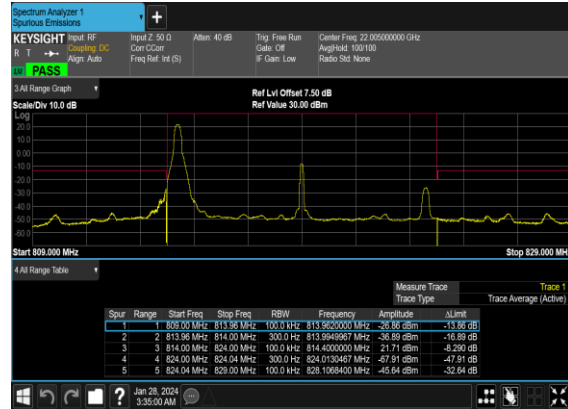 Spectrum Analyzer 1
Spurious Emissions
KEYSIGHT Input: RF Input Z: 50 Ω Atten: 40 dB Trig: Free Run Center Freq: 22.005000000 GHz
R T Coupling: DC Corr CCorr Gate: Off Avg|Hold: 100/100
Align: Auto Freq Ref: Int (S) IF Gain: Low Radio Std: None
LNI PASS
3 All Range Graph
Ref Lvl Offset 7.50 dB
Scale/Div 10.0 dB Ref Value 30.00 dBm
Log
20.0
10.0
0.00
-10.0
-20.0
-30.0
-40.0
-50.0
-60.0
Start 809.000 MHz Stop 829.000 MH
4 All Range Table
Measure Trace Trace 1
Trace Type Trace Average (Active)
Spur Range Start Freq Stop Freq RBW Frequency Amplitude ΔLimit
1 1 809.00 MHz 813.96 MHz 100.0 kHz 813.9620000 MHz -26.86 dBm -13.86 dB
2 2 813.96 MHz 814.00 MHz 300.0 Hz 813.9949967 MHz -36.89 dBm -16.89 dB
3 3 814.00 MHz 824.00 MHz 100.0 kHz 814.4000000 MHz 21.71 dBm -8.290 dB
4 4 824.00 MHz 824.04 MHz 300.0 Hz 824.0130467 MHz -67.91 dBm -47.91 dB
5 5 824.04 MHz 829.00 MHz 100.0 kHz 828.1068400 MHz -45.64 dBm -32.64 dB
? Jan 28, 2024
3:35:00 AM